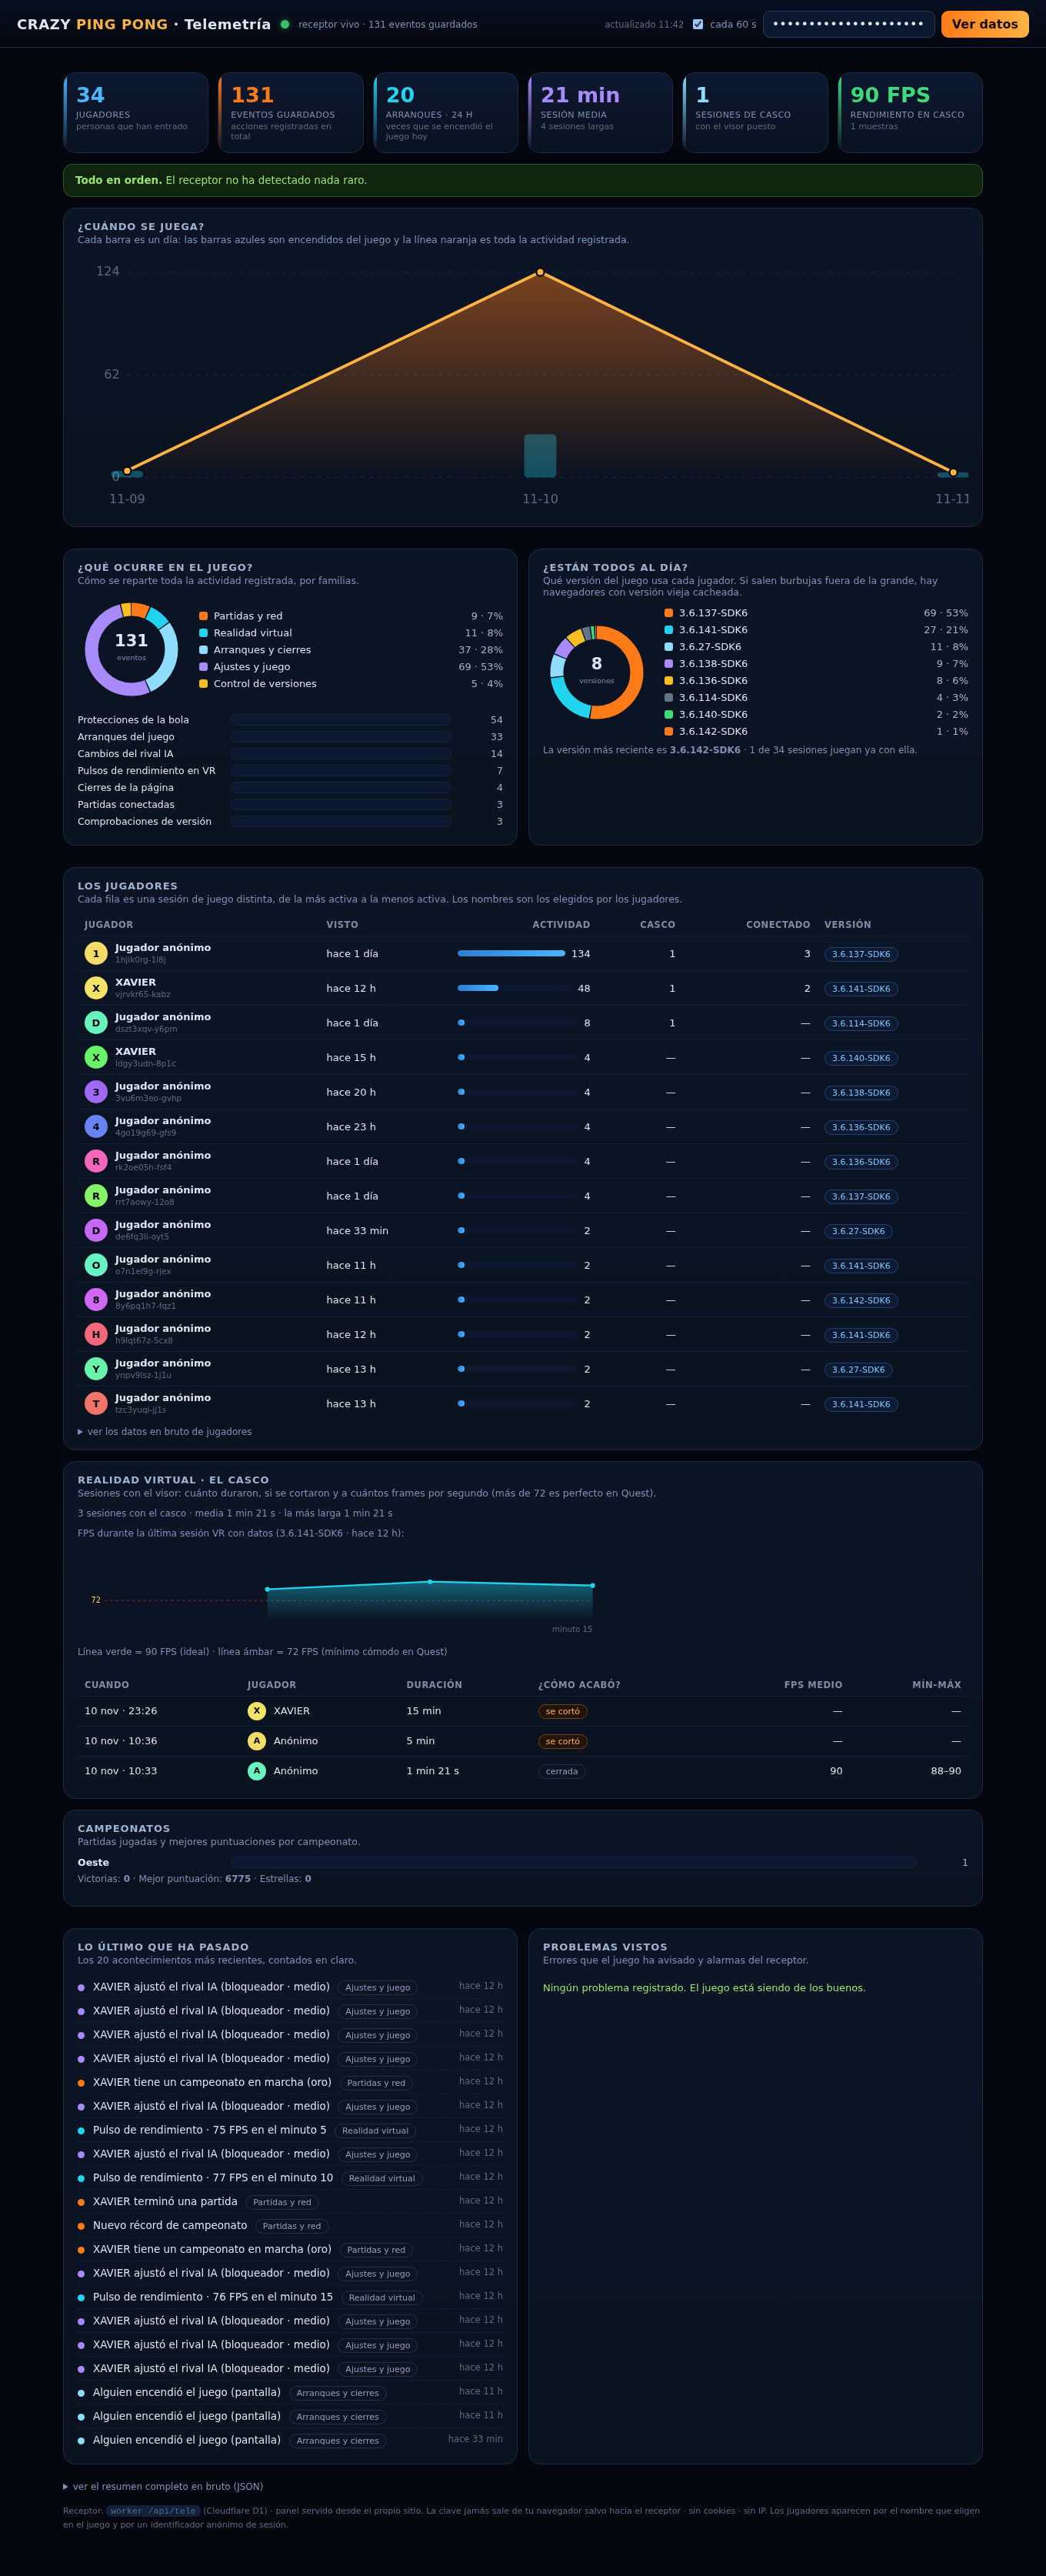 CRAZY PING PONG · Telemetría
receptor vivo · 131 eventos guardados
actualizado 11:42
cada 60 s
•••••••••••••••••••••
Ver datos
34
JUGADORES
personas que han entrado
131
EVENTOS GUARDADOS
acciones registradas en
total
20
ARRANQUES · 24 H
veces que se encendió el
juego hoy
21 min
SESIÓN MEDIA
4 sesiones largas
1
SESIONES DE CASCO
con el visor puesto
90 FPS
RENDIMIENTO EN CASCO
1 muestras
Todo en orden. El receptor no ha detectado nada raro.
¿CUÁNDO SE JUEGA?
Cada barra es un día: las barras azules son encendidos del juego y la línea naranja es toda la actividad registrada.
124
62
0
11-09
11-10
11-11
¿QUÉ OCURRE EN EL JUEGO?
Cómo se reparte toda la actividad registrada, por familias.
131
eventos
Partidas y red 9 · 7%
Realidad virtual 11 · 8%
Arranques y cierres 37 · 28%
Ajustes y juego 69 · 53%
Control de versiones 5 · 4%
Protecciones de la bola 54
Arranques del juego 33
Cambios del rival IA 14
Pulsos de rendimiento en VR 7
Cierres de la página 4
Partidas conectadas 3
Comprobaciones de versión 3
¿ESTÁN TODOS AL DÍA?
Qué versión del juego usa cada jugador. Si salen burbujas fuera de la grande, hay
navegadores con versión vieja cacheada.
8
versiones
3.6.137-SDK6 69 · 53%
3.6.141-SDK6 27 · 21%
3.6.27-SDK6 11 · 8%
3.6.138-SDK6 9 · 7%
3.6.136-SDK6 8 · 6%
3.6.114-SDK6 4 · 3%
3.6.140-SDK6 2 · 2%
3.6.142-SDK6 1 · 1%
La versión más reciente es 3.6.142-SDK6 · 1 de 34 sesiones juegan ya con ella.
LOS JUGADORES
Cada fila es una sesión de juego distinta, de la más activa a la menos activa. Los nombres son los elegidos por los jugadores.
JUGADOR VISTO ACTIVIDAD CASCO CONECTADO VERSIÓN
1 Jugador anónimo hace 1 día 134 1 3 3.6.137-SDK6
1hjik0rg-1l8j
X XAVIER hace 12 h 48 1 2 3.6.141-SDK6
vjrvkr65-kabz
D Jugador anónimo hace 1 día 8 1 — 3.6.114-SDK6
dszt3xqv-y6pm
X XAVIER hace 15 h 4 — — 3.6.140-SDK6
ldgy3udn-8p1c
3 Jugador anónimo hace 20 h 4 — — 3.6.138-SDK6
3vu6m3eo-gvhp
4 Jugador anónimo hace 23 h 4 — — 3.6.136-SDK6
4go19g69-gfs9
R Jugador anónimo hace 1 día 4 — — 3.6.136-SDK6
rk2oe05h-fsf4
R Jugador anónimo hace 1 día 4 — — 3.6.137-SDK6
rrt7aowy-12o8
D Jugador anónimo hace 33 min 2 — — 3.6.27-SDK6
de6fq3li-oyt5
O Jugador anónimo hace 11 h 2 — — 3.6.141-SDK6
o7n1el9g-rjex
8 Jugador anónimo hace 11 h 2 — — 3.6.142-SDK6
8y6pq1h7-fqz1
H Jugador anónimo hace 12 h 2 — — 3.6.141-SDK6
h9lqt67z-5cx8
Y Jugador anónimo hace 13 h 2 — — 3.6.27-SDK6
ynpv9lsz-1j1u
T Jugador anónimo hace 13 h 2 — — 3.6.141-SDK6
tzc3yuqi-jj1s
▶ ver los datos en bruto de jugadores
REALIDAD VIRTUAL · EL CASCO
Sesiones con el visor: cuánto duraron, si se cortaron y a cuántos frames por segundo (más de 72 es perfecto en Quest).
3 sesiones con el casco · media 1 min 21 s · la más larga 1 min 21 s
FPS durante la última sesión VR con datos (3.6.141-SDK6 · hace 12 h):
72
minuto 15
Línea verde = 90 FPS (ideal) · línea ámbar = 72 FPS (mínimo cómodo en Quest)
CUANDO JUGADOR DURACIÓN ¿CÓMO ACABÓ? FPS MEDIO MÍN–MÁX
10 nov · 23:26 X XAVIER 15 min se cortó — —
10 nov · 10:36 A Anónimo 5 min se cortó — —
10 nov · 10:33 A Anónimo 1 min 21 s cerrada 90 88–90
CAMPEONATOS
Partidas jugadas y mejores puntuaciones por campeonato.
Oeste 1
Victorias: 0 · Mejor puntuación: 6775 · Estrellas: 0
LO ÚLTIMO QUE HA PASADO
Los 20 acontecimientos más recientes, contados en claro.
XAVIER ajustó el rival IA (bloqueador · medio) Ajustes y juego hace 12 h
XAVIER ajustó el rival IA (bloqueador · medio) Ajustes y juego hace 12 h
XAVIER ajustó el rival IA (bloqueador · medio) Ajustes y juego hace 12 h
XAVIER ajustó el rival IA (bloqueador · medio) Ajustes y juego hace 12 h
XAVIER tiene un campeonato en marcha (oro) Partidas y red hace 12 h
XAVIER ajustó el rival IA (bloqueador · medio) Ajustes y juego hace 12 h
Pulso de rendimiento · 75 FPS en el minuto 5 Realidad virtual hace 12 h
XAVIER ajustó el rival IA (bloqueador · medio) Ajustes y juego hace 12 h
Pulso de rendimiento · 77 FPS en el minuto 10 Realidad virtual hace 12 h
XAVIER terminó una partida Partidas y red hace 12 h
Nuevo récord de campeonato Partidas y red hace 12 h
XAVIER tiene un campeonato en marcha (oro) Partidas y red hace 12 h
XAVIER ajustó el rival IA (bloqueador · medio) Ajustes y juego hace 12 h
Pulso de rendimiento · 76 FPS en el minuto 15 Realidad virtual hace 12 h
XAVIER ajustó el rival IA (bloqueador · medio) Ajustes y juego hace 12 h
XAVIER ajustó el rival IA (bloqueador · medio) Ajustes y juego hace 12 h
XAVIER ajustó el rival IA (bloqueador · medio) Ajustes y juego hace 12 h
Alguien encendió el juego (pantalla) Arranques y cierres hace 11 h
Alguien encendió el juego (pantalla) Arranques y cierres hace 11 h
Alguien encendió el juego (pantalla) Arranques y cierres hace 33 min
PROBLEMAS VISTOS
Errores que el juego ha avisado y alarmas del receptor.
Ningún problema registrado. El juego está siendo de los buenos.
▶ ver el resumen completo en bruto (JSON)
Receptor: worker /api/tele (Cloudflare D1) · panel servido desde el propio sitio. La clave jamás sale de tu navegador salvo hacia el receptor · sin cookies · sin IP. Los jugadores aparecen por el nombre que eligen
en el juego y por un identificador anónimo de sesión.